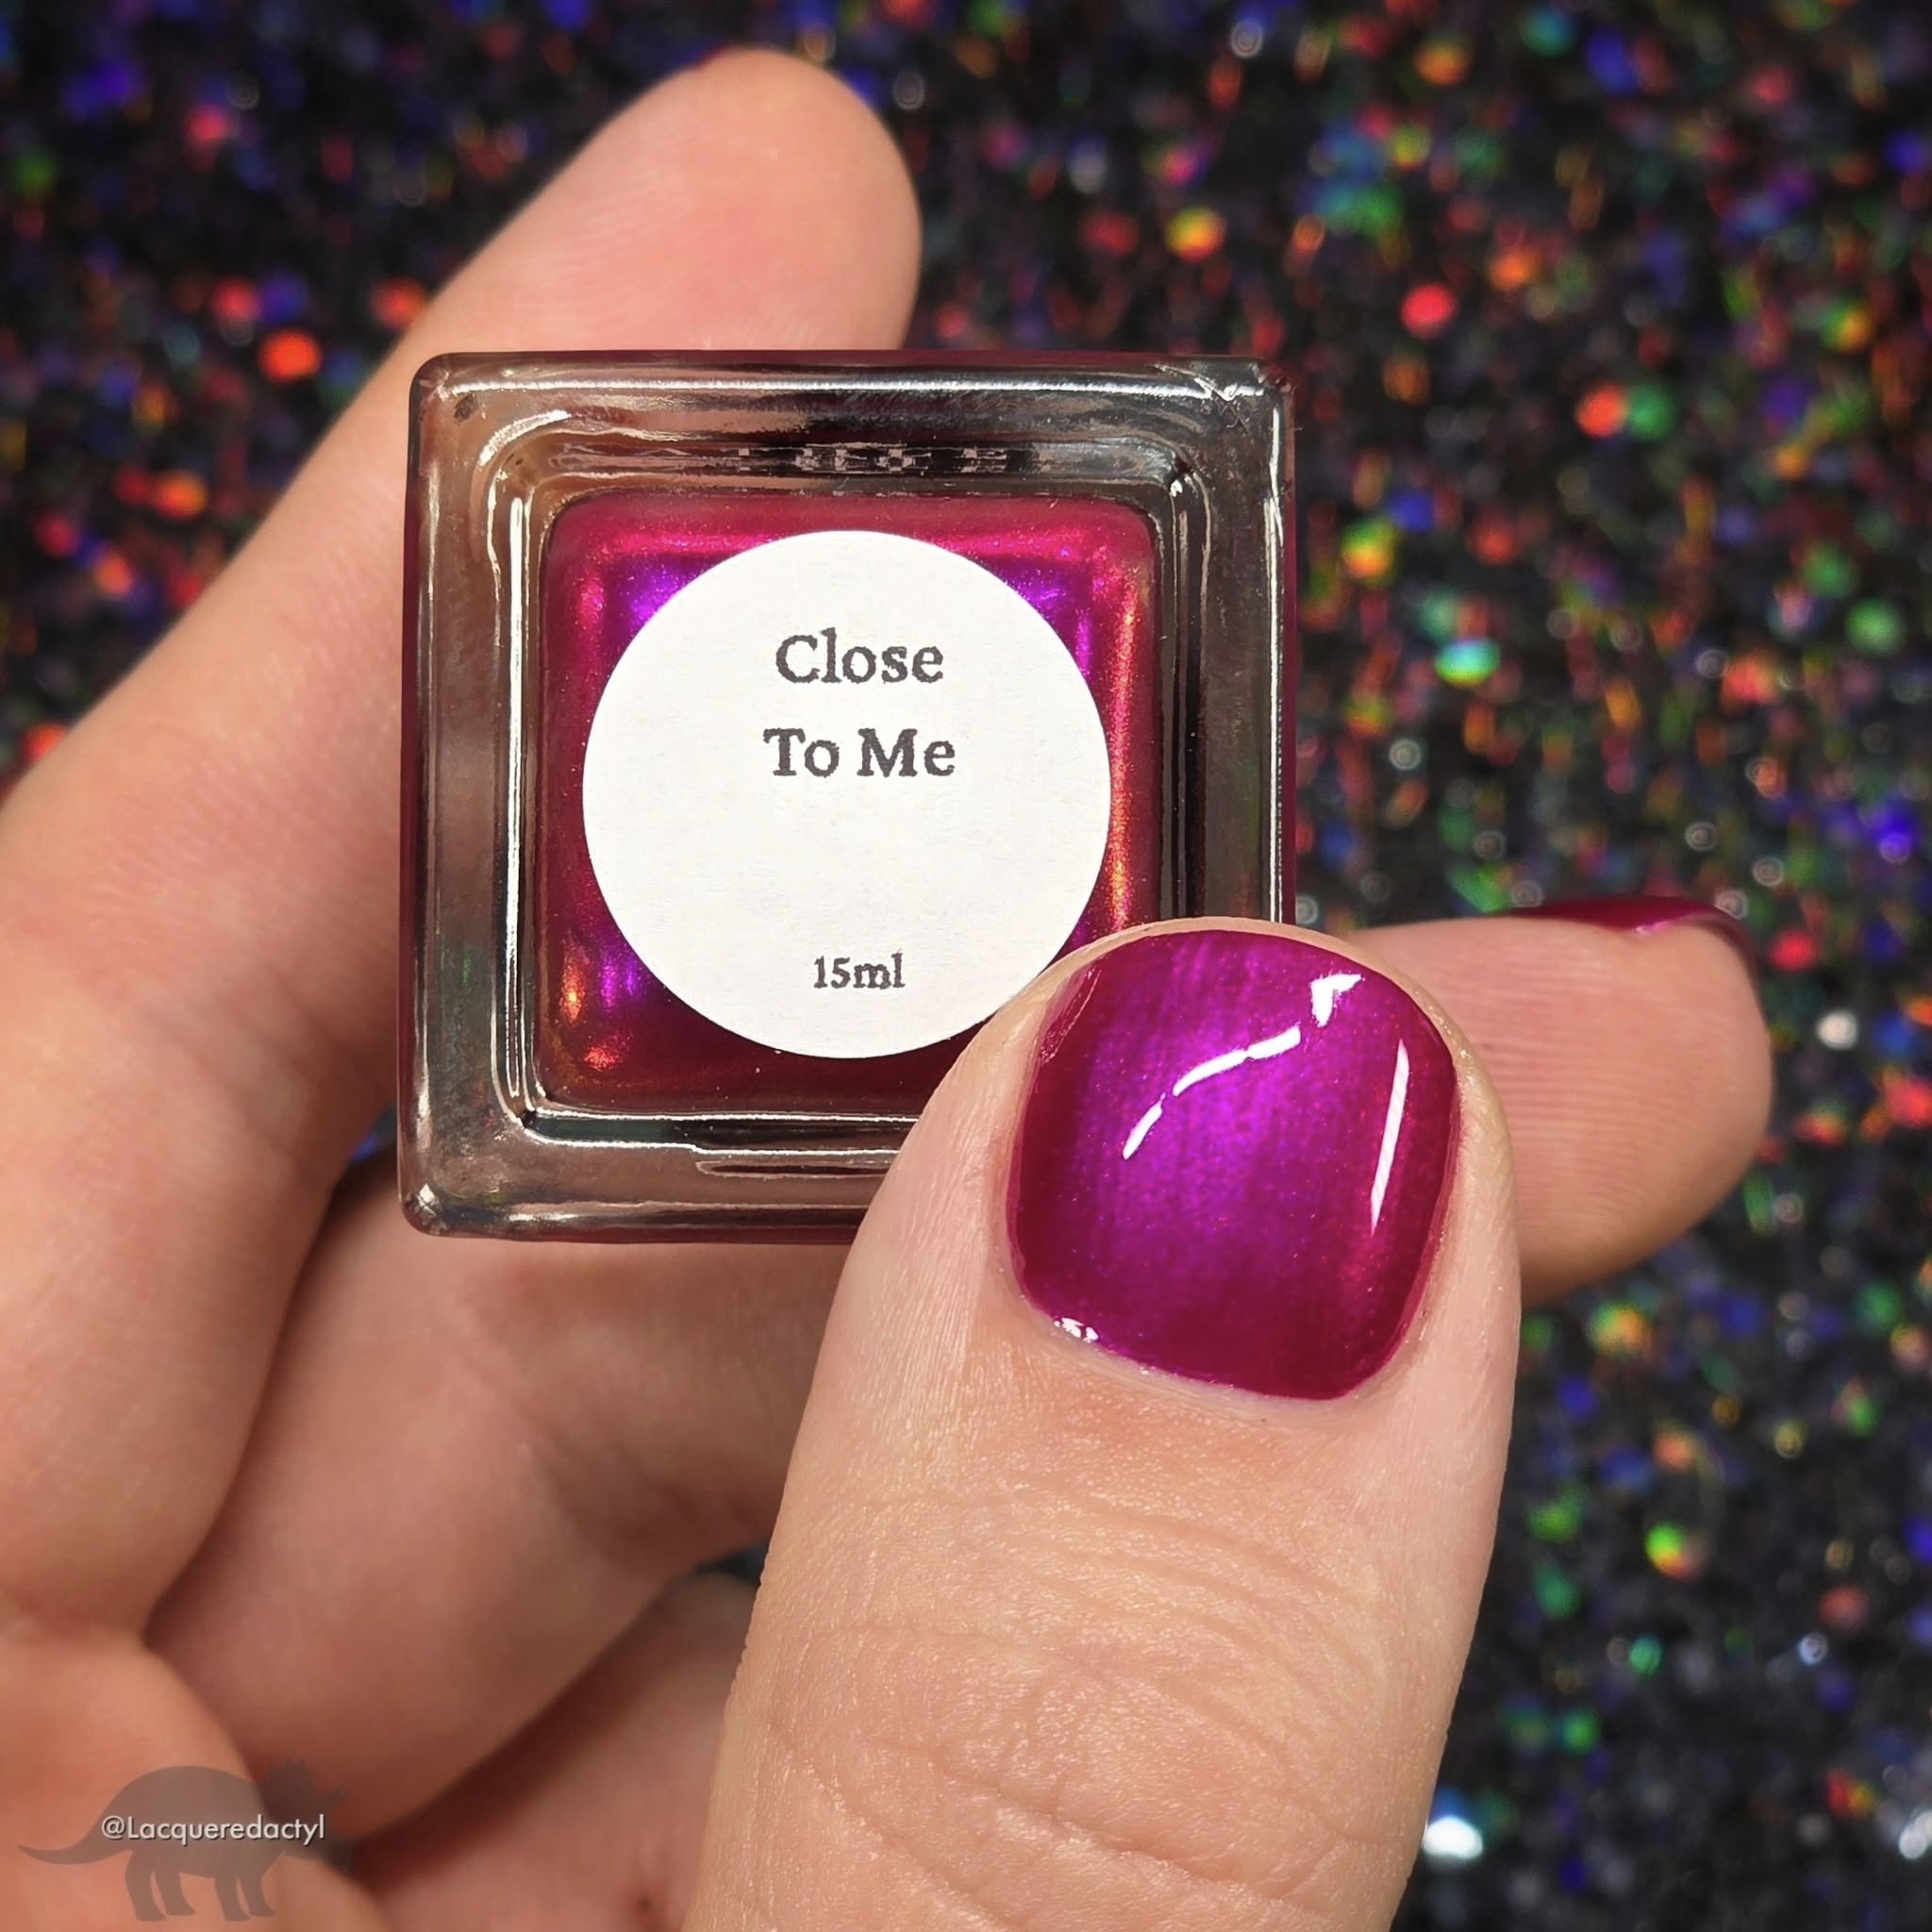 Close
To Me
15ml
@Lacqueredactyl